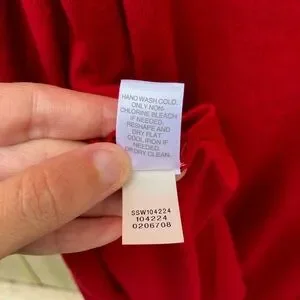 HAND WASH COLD.
ONLY NON-
CHLORINE BLEACH
IF NEEDED.
RESHAPE AND
DRY FLAT.
COOL IRON IF
NEEDED.
OR DRY CLEAN.
SSW104224
104224
0206708